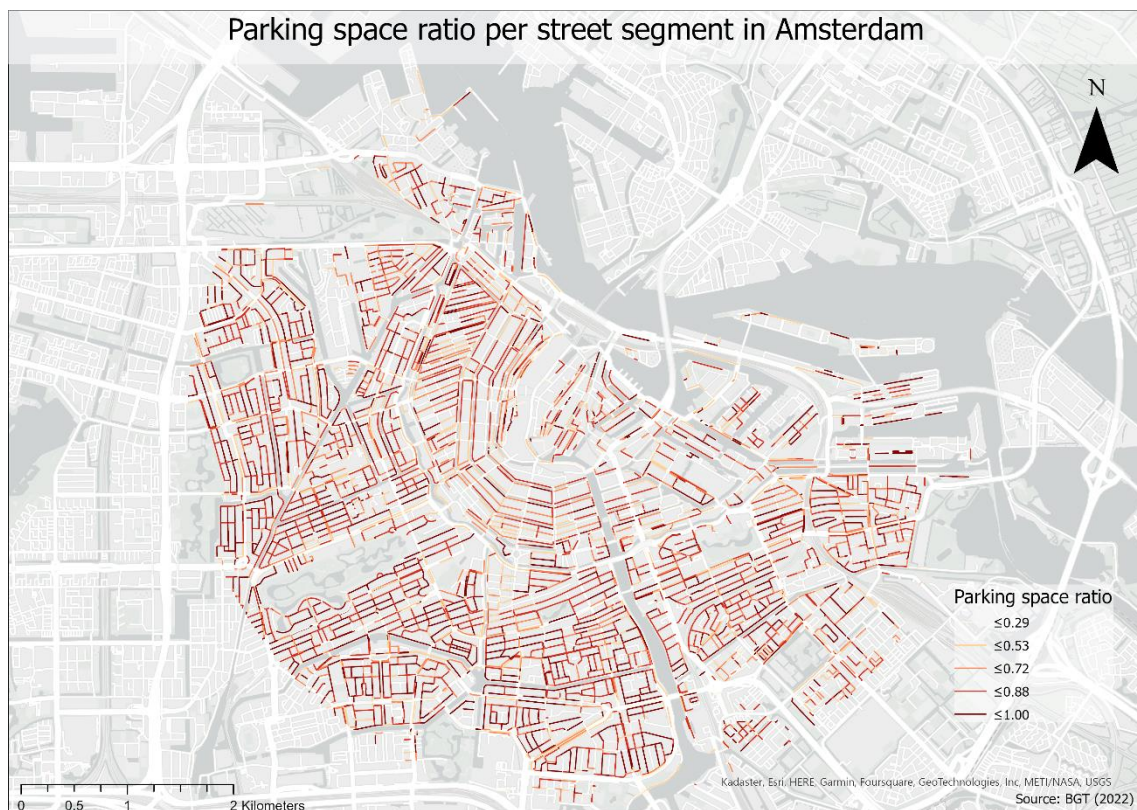 Parking space ratio per street segment in Amsterdam
N
Parking space ratio
≤0.29
≤0.53
≤0.72
≤0.88
≤1.00
0 0.5 1 2 Kilometers
Kadaster, Esri, HERE, Garmin, Foursquare, GeoTechnologies, Inc, METI/NASA, USGS
Source: BGT (2022)